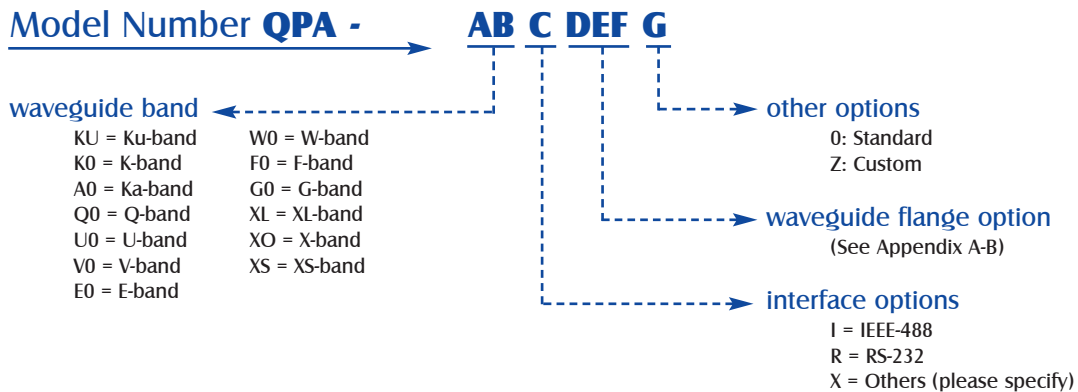 Model Number QPA - AB C DEF G
waveguide band
KU = Ku-band
K0 = K-band
A0 = Ka-band
Q0 = Q-band
U0 = U-band
V0 = V-band
E0 = E-band
W0 = W-band
F0 = F-band
G0 = G-band
XL = XL-band
XO = X-band
XS = XS-band
other options
0: Standard
Z: Custom
waveguide flange option
(See Appendix A-B)
interface options
I = IEEE-488
R = RS-232
X = Others (please specify)